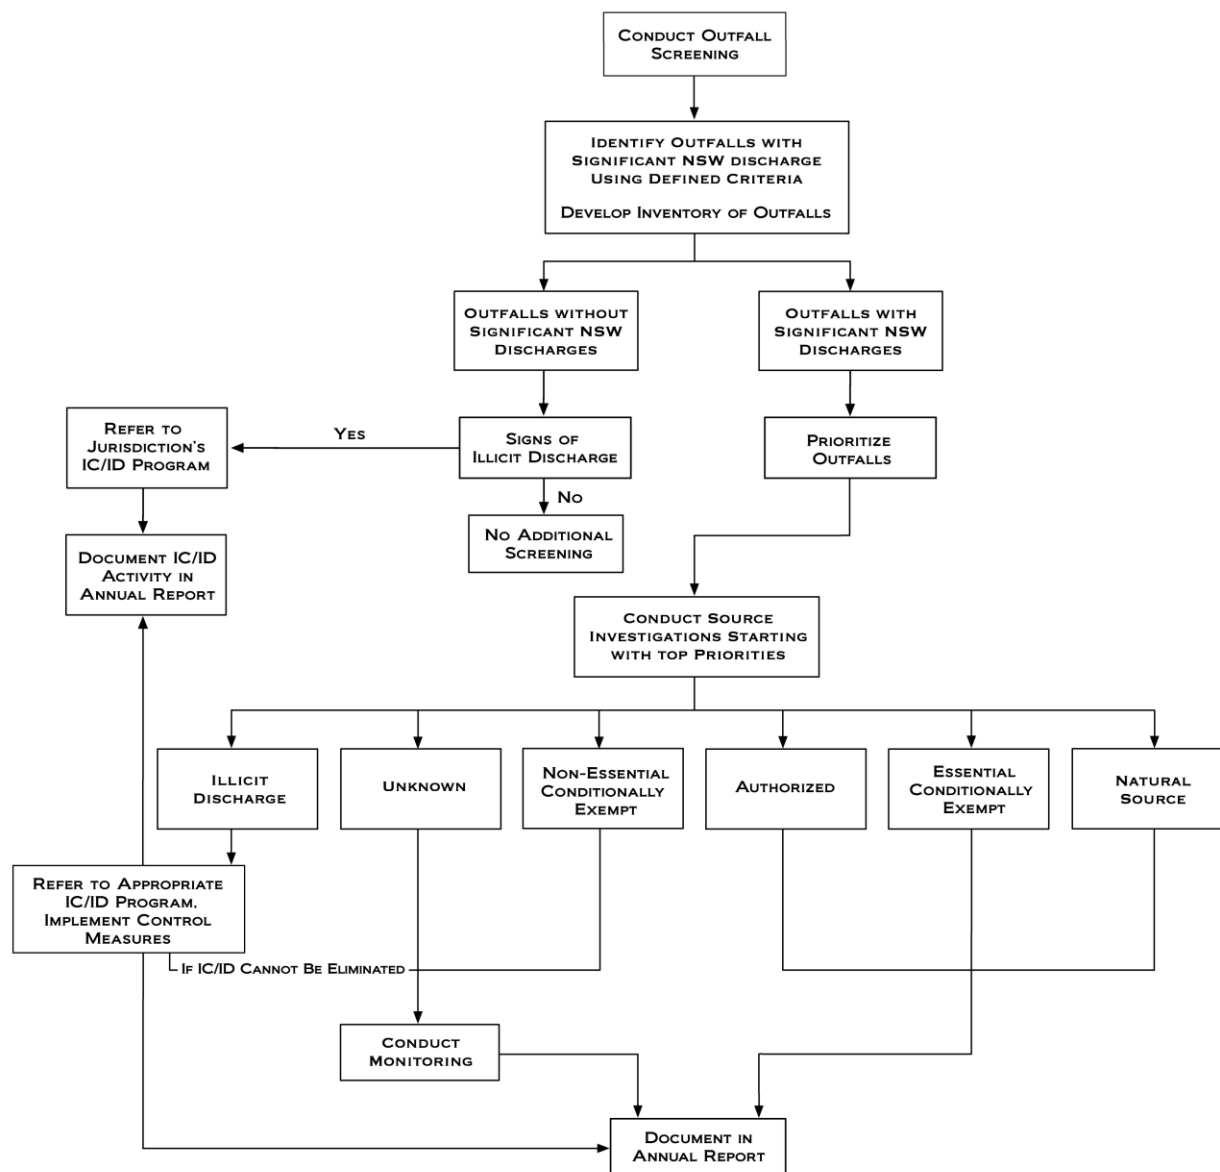 Conduct Outfall
Screening
Identify Outfalls with
Significant NSW discharge
Using Defined Criteria
Develop Inventory of Outfalls
Outfalls without
Significant NSW
Discharges
Outfalls with
Significant NSW
Discharges
Refer to
Jurisdiction's
IC/ID Program
Yes
Signs of
Illicit Discharge
Prioritize
Outfalls
No
No Additional
Screening
Document IC/ID
Activity in
Annual Report
Conduct Source
Investigations Starting
with top Priorities
Illicit
Discharge
Unknown
Non-Essential
Conditionally
Exempt
Authorized
Essential
Conditionally
Exempt
Natural
Source
Refer to Appropriate
IC/ID Program,
Implement Control
Measures
If IC/ID Cannot Be Eliminated
Conduct
Monitoring
Document in
Annual Report